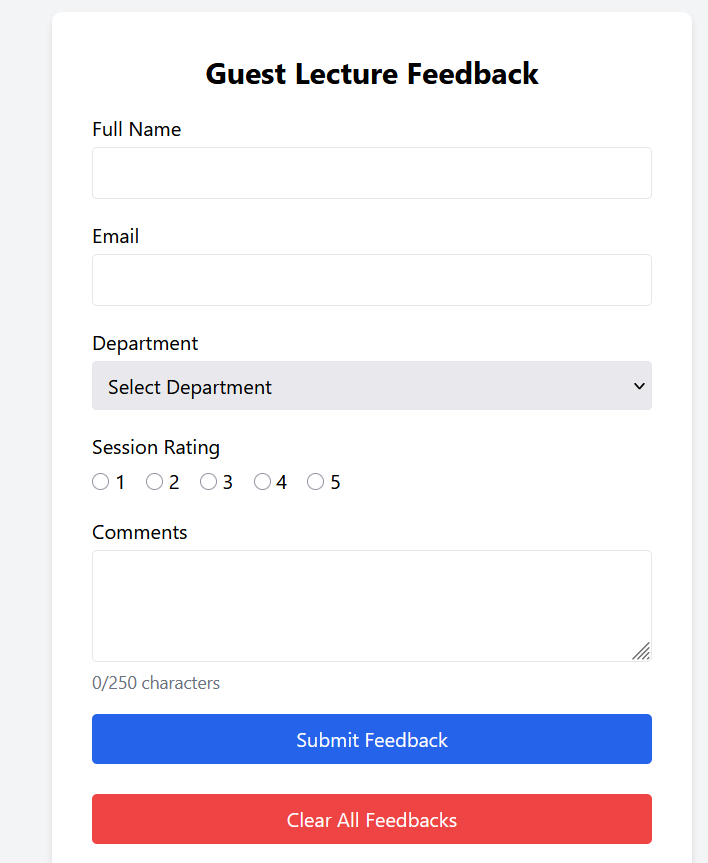 Guest Lecture Feedback
Full Name
Email
Department
Select Department
Session Rating
1 2 3 4 5
Comments
0/250 characters
Submit Feedback
Clear All Feedbacks